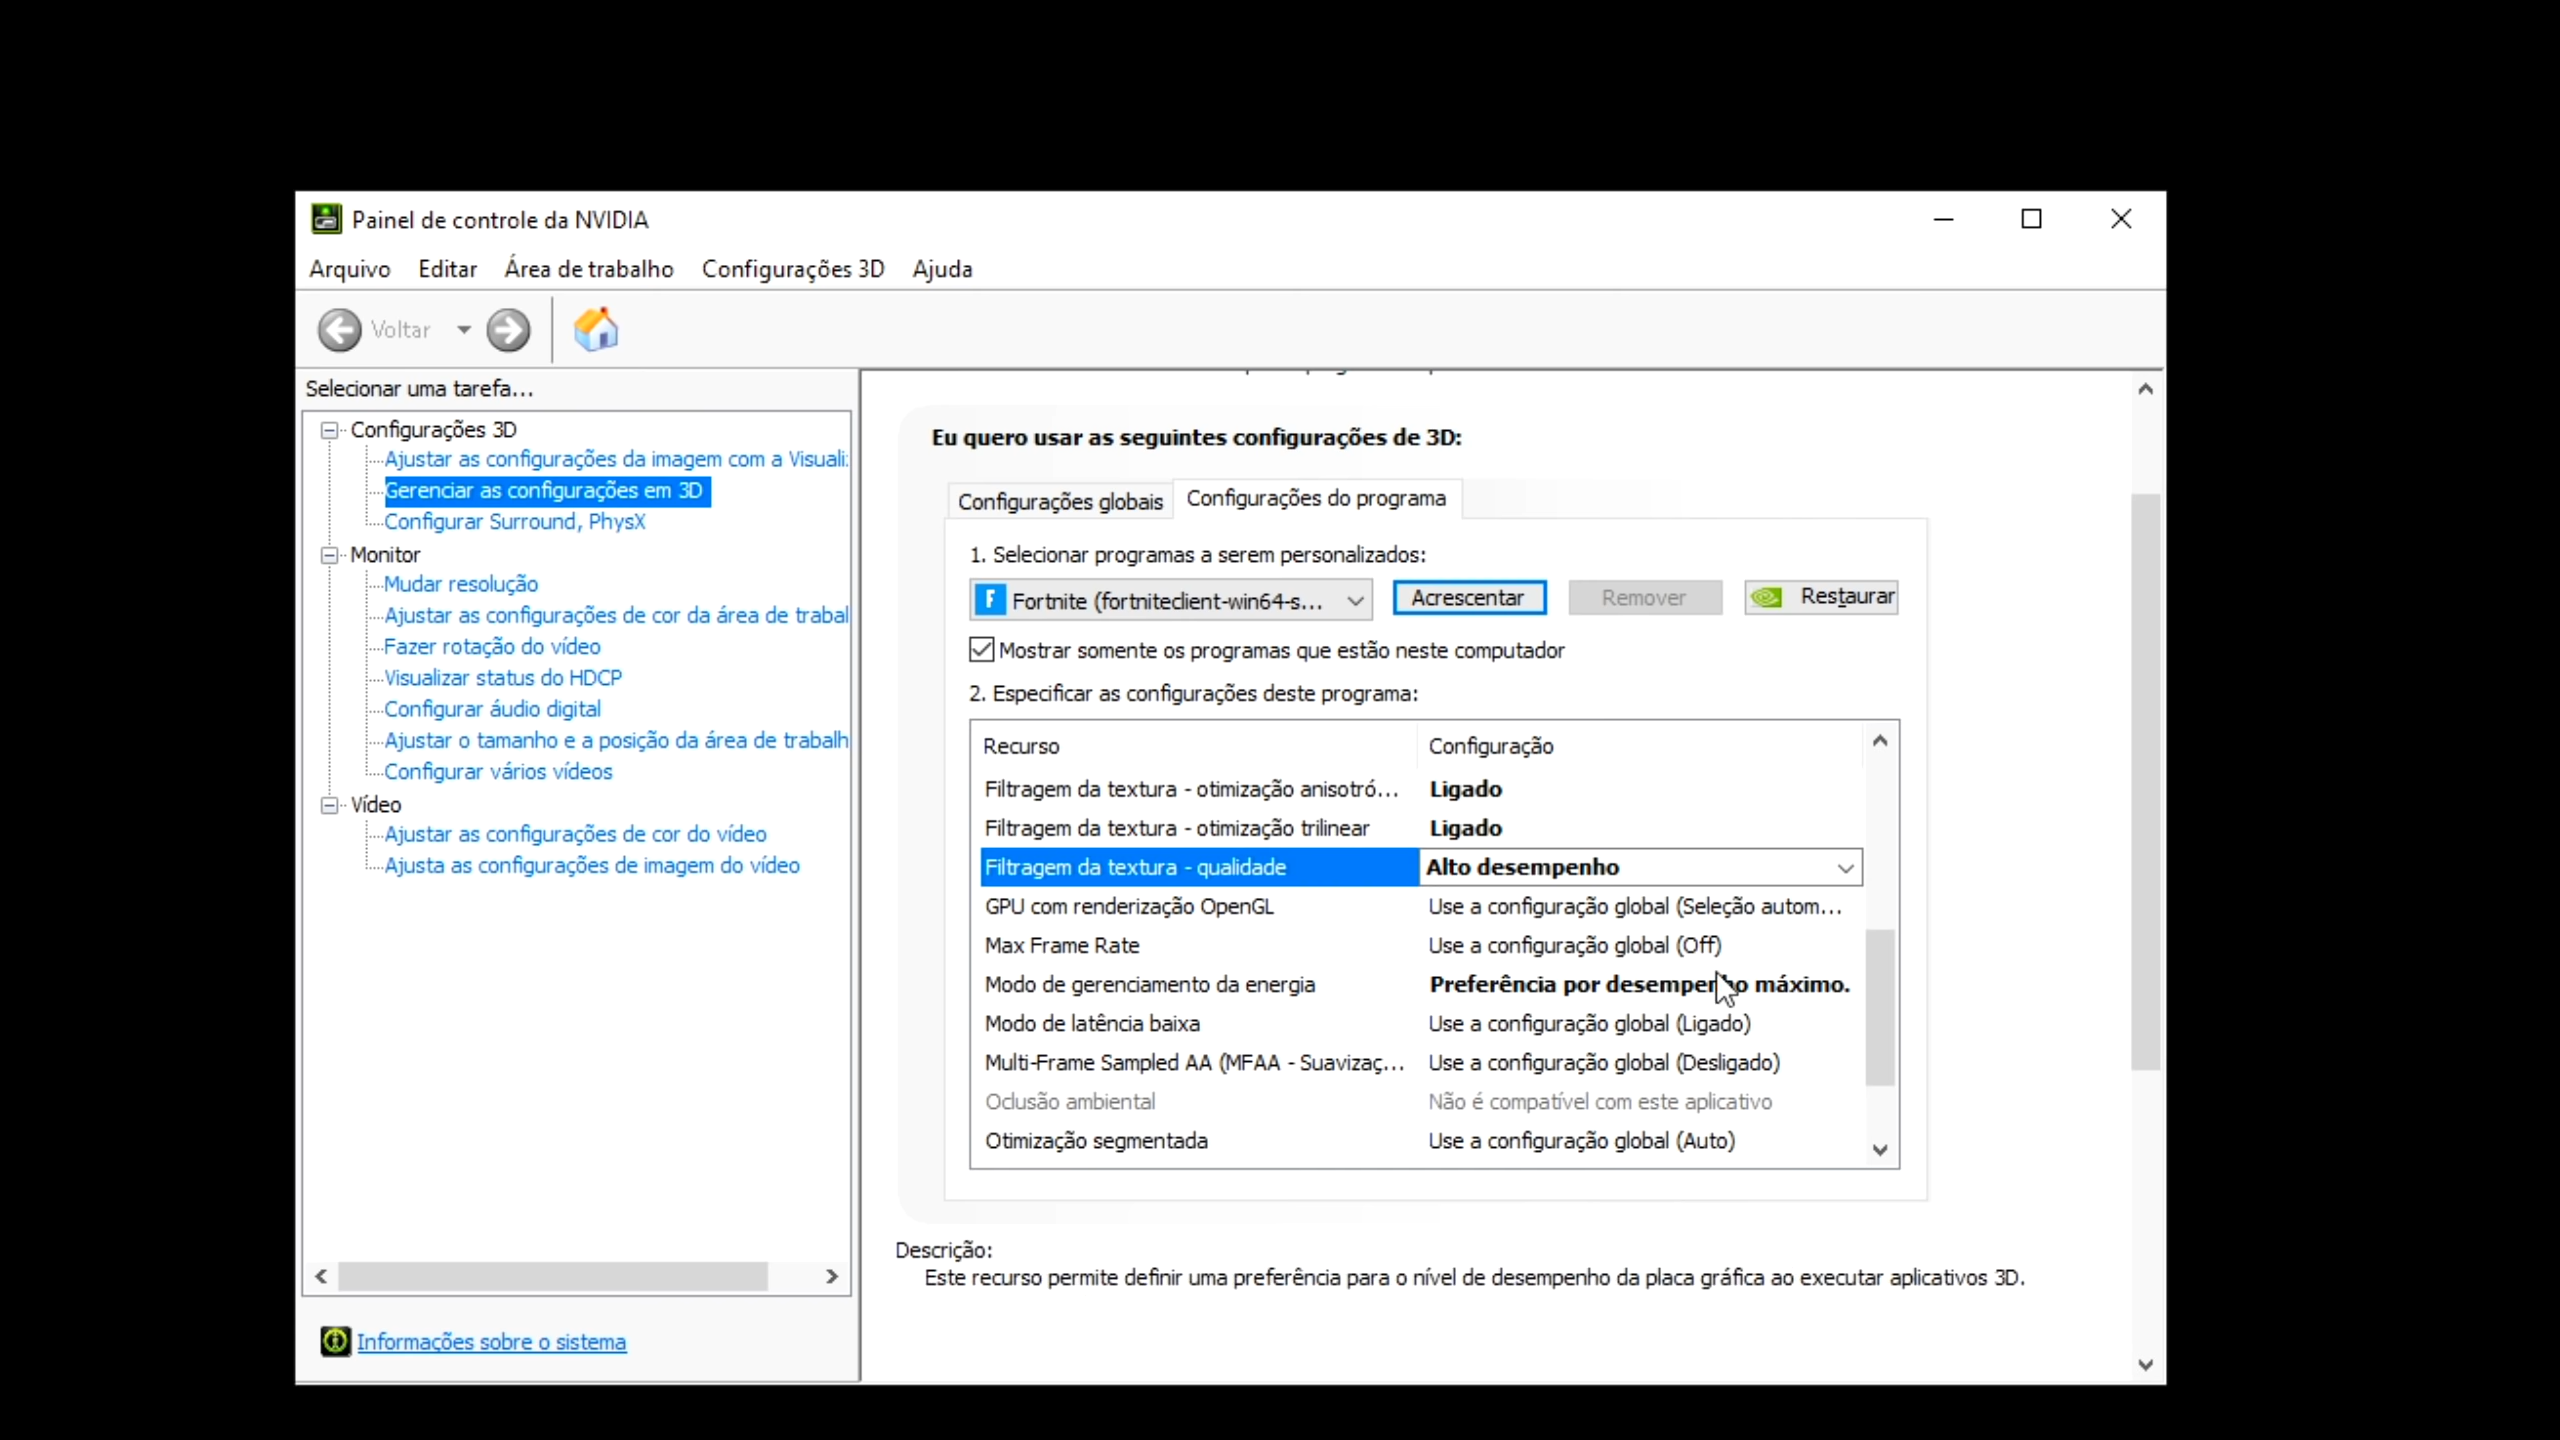 Painel de controle da NVIDIA
Arquivo Editar Área de trabalho Configurações 3D Ajuda
Voltar
Selecionar uma tarefa...
Configurações 3D
Ajustar as configurações da imagem com a Visuali
Gerenciar as configurações em 3D
Configurar Surround, PhysX
Monitor
Mudar resolução
Ajustar as configurações de cor da área de trabal
Fazer rotação do vídeo
Visualizar status do HDCP
Configurar áudio digital
Ajustar o tamanho e a posição da área de trabalh
Configurar vários vídeos
Vídeo
Ajustar as configurações de cor do vídeo
Ajusta as configurações de imagem do vídeo
Informações sobre o sistema
Eu quero usar as seguintes configurações de 3D:
Configurações globais Configurações do programa
1. Selecionar programas a serem personalizados:
F Fortnite (fortniteclient-win64-s... Acrescentar Remover Restaurar
Mostrar somente os programas que estão neste computador
2. Especificar as configurações deste programa:
Recurso Configuração
Filtragem da textura - otimização anisotró... Ligado
Filtragem da textura - otimização trilinear Ligado
Filtragem da textura - qualidade Alto desempenho
GPU com renderização OpenGL Use a configuração global (Seleção autom...
Max Frame Rate Use a configuração global (Off)
Modo de gerenciamento da energia Preferência por desempenho máximo.
Modo de latência baixa Use a configuração global (Ligado)
Multi-Frame Sampled AA (MFAA - Suavizaç... Use a configuração global (Desligado)
Oclusão ambiental Não é compatível com este aplicativo
Otimização segmentada Use a configuração global (Auto)
Descrição:
Este recurso permite definir uma preferência para o nível de desempenho da placa gráfica ao executar aplicativos 3D.